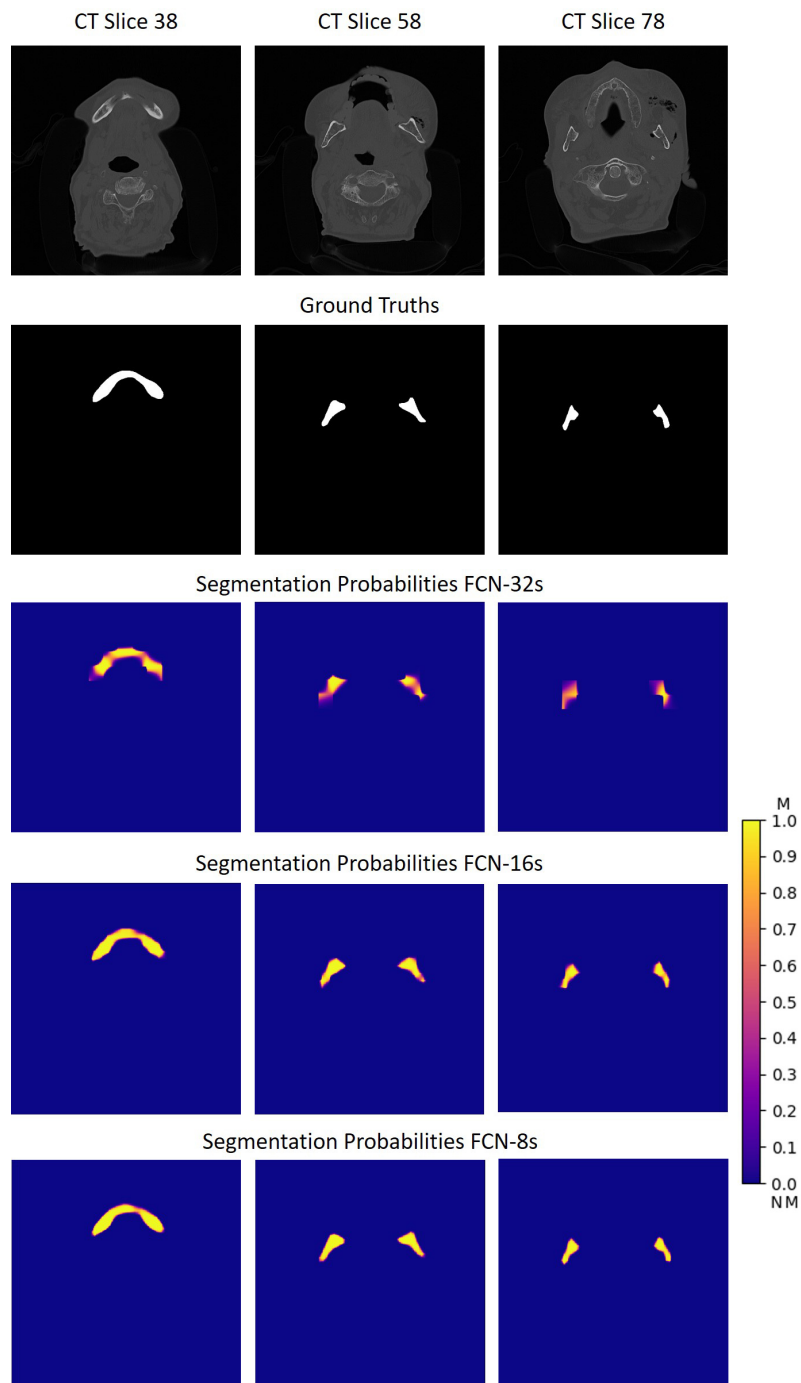 CT Slice 38
CT Slice 58
CT Slice 78
Ground Truths
Segmentation Probabilities FCN-32s
Segmentation Probabilities FCN-16s
M
1.0
0.9
0.8
0.7
0.6
0.5
0.4
0.3
0.2
0.1
0.0
NM
Segmentation Probabilities FCN-8s